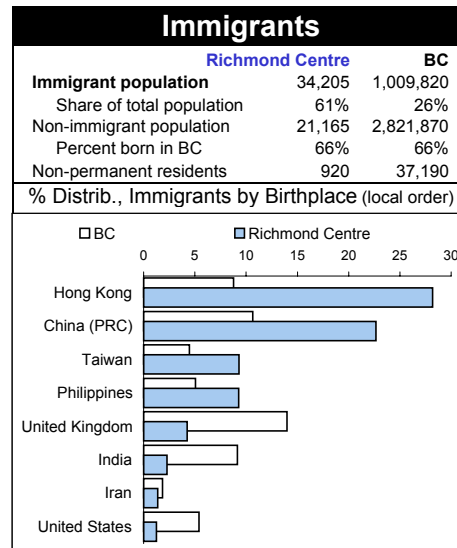 Immigrants
Richmond Centre BC
Immigrant population 34,205 1,009,820
Share of total population 61% 26%
Non-immigrant population 21,165 2,821,870
Percent born in BC 66% 66%
Non-permanent residents 920 37,190
% Distrib., Immigrants by Birthplace (local order)
BC Richmond Centre
0 5 10 15 20 25 30
Hong Kong
China (PRC)
Taiwan
Philippines
United Kingdom
India
Iran
United States